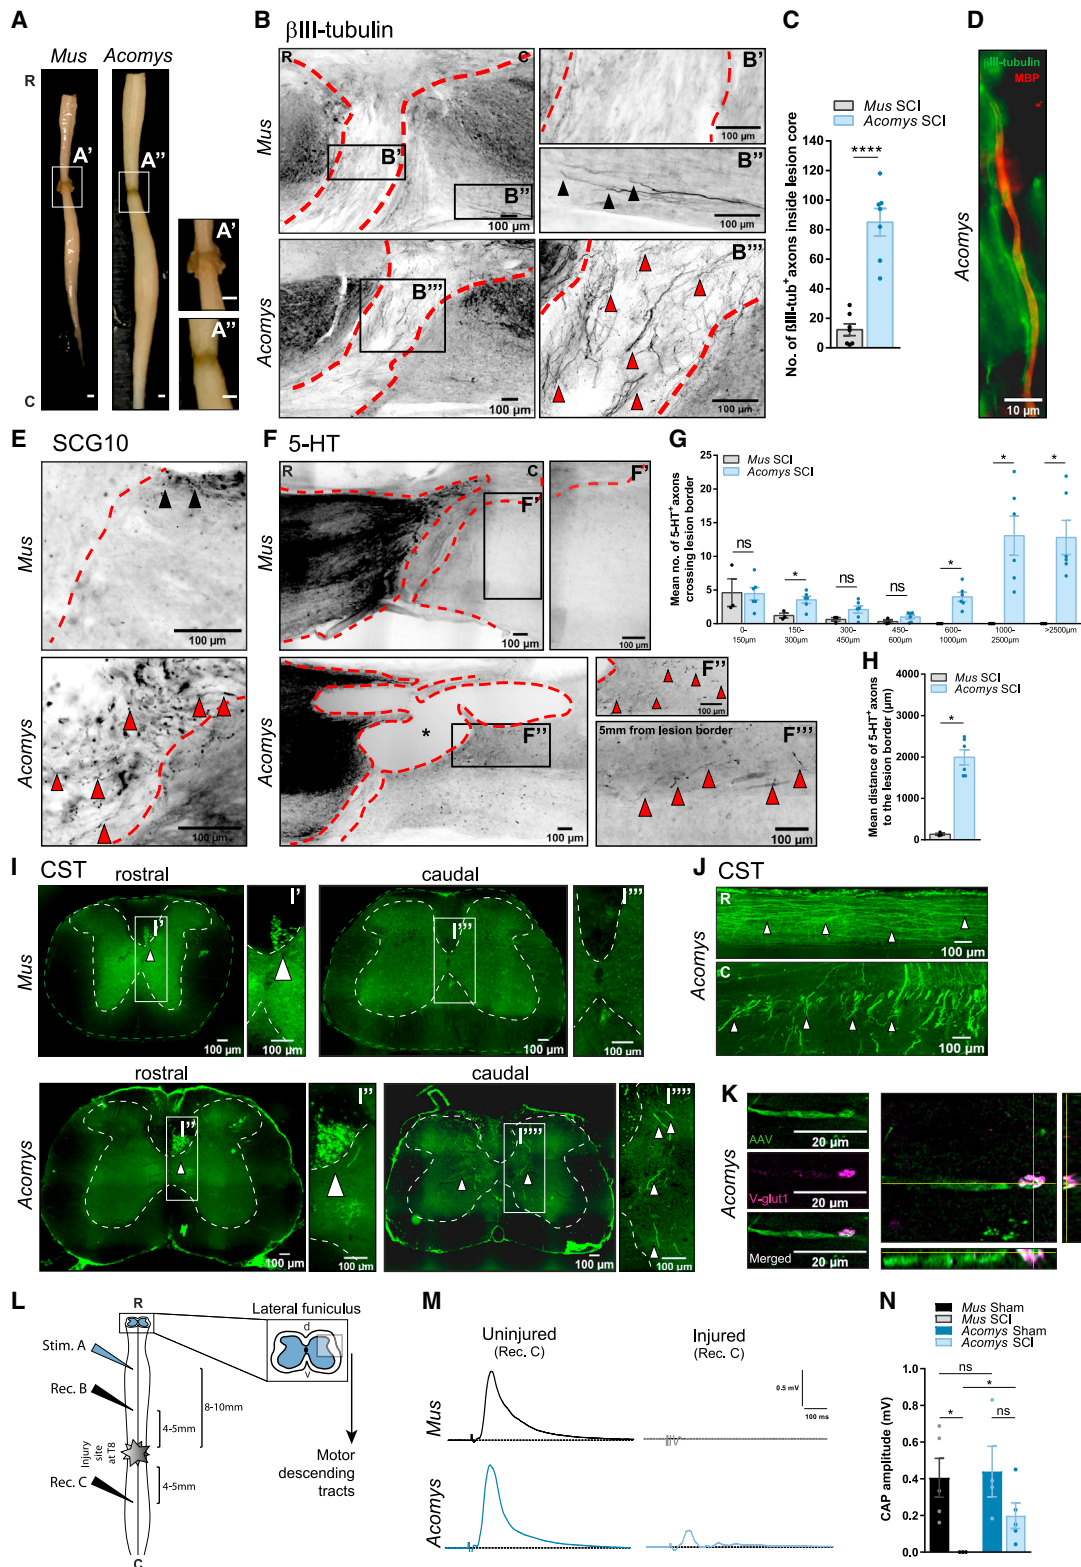 A
Mus
Acomys
R
A'
A''
A'
A''
C
B
βIII-tubulin
R
C
Mus
B'
B''
100 µm
B'
100 µm
B''
100 µm
Acomys
B'''
100 µm
B'''
100 µm
C
Mus SCI
Acomys SCI
No. of βIII-tub+ axons inside lesion core
140
120
100
80
60
40
20
0
****
D
βIII-tubulin
MBP
Acomys
10 µm
E
SCG10
Mus
100 µm
Acomys
100 µm
F
5-HT
R
C
Mus
F'
100 µm
F'
100 µm
Acomys
*
F''
100 µm
F''
100 µm
5mm from lesion border
F'''
100 µm
G
Mus SCI
Acomys SCI
Mean no. of 5-HT+axons
crossing lesion border
25
20
15
10
5
0
ns
*
ns
ns
*
*
*
0-
150µm
150-
300µm
300-
450µm
450-
600µm
600-
1000µm
1000-
2500µm
>2500µm
H
Mus SCI
Acomys SCI
Mean distance of 5-HT+axons
to the lesion border (µm)
4000
3000
2000
1000
0
*
I
CST
rostral
caudal
Mus
I'
100 µm
I'
100 µm
I'''
100 µm
I'''
100 µm
rostral
caudal
Acomys
I''
100 µm
I''
100 µm
I''''
100 µm
I''''
100 µm
J
CST
Acomys
R
100 µm
C
100 µm
K
Acomys
AAV
20 µm
V-glut1
20 µm
Merged
20 µm
L
R
Stim. A
Rec. B
Injury
site
at T8
Rec. C
C
8-10mm
4-5mm
4-5mm
Lateral funiculus
d
v
Motor
descending
tracts
M
Uninjured
(Rec. C)
Injured
(Rec. C)
Mus
0.5 mV
100 ms
Acomys
N
Mus Sham
Mus SCI
Acomys Sham
Acomys SCI
CAP amplitude (mV)
1.0
0.8
0.6
0.4
0.2
0.0
ns
*
*
ns